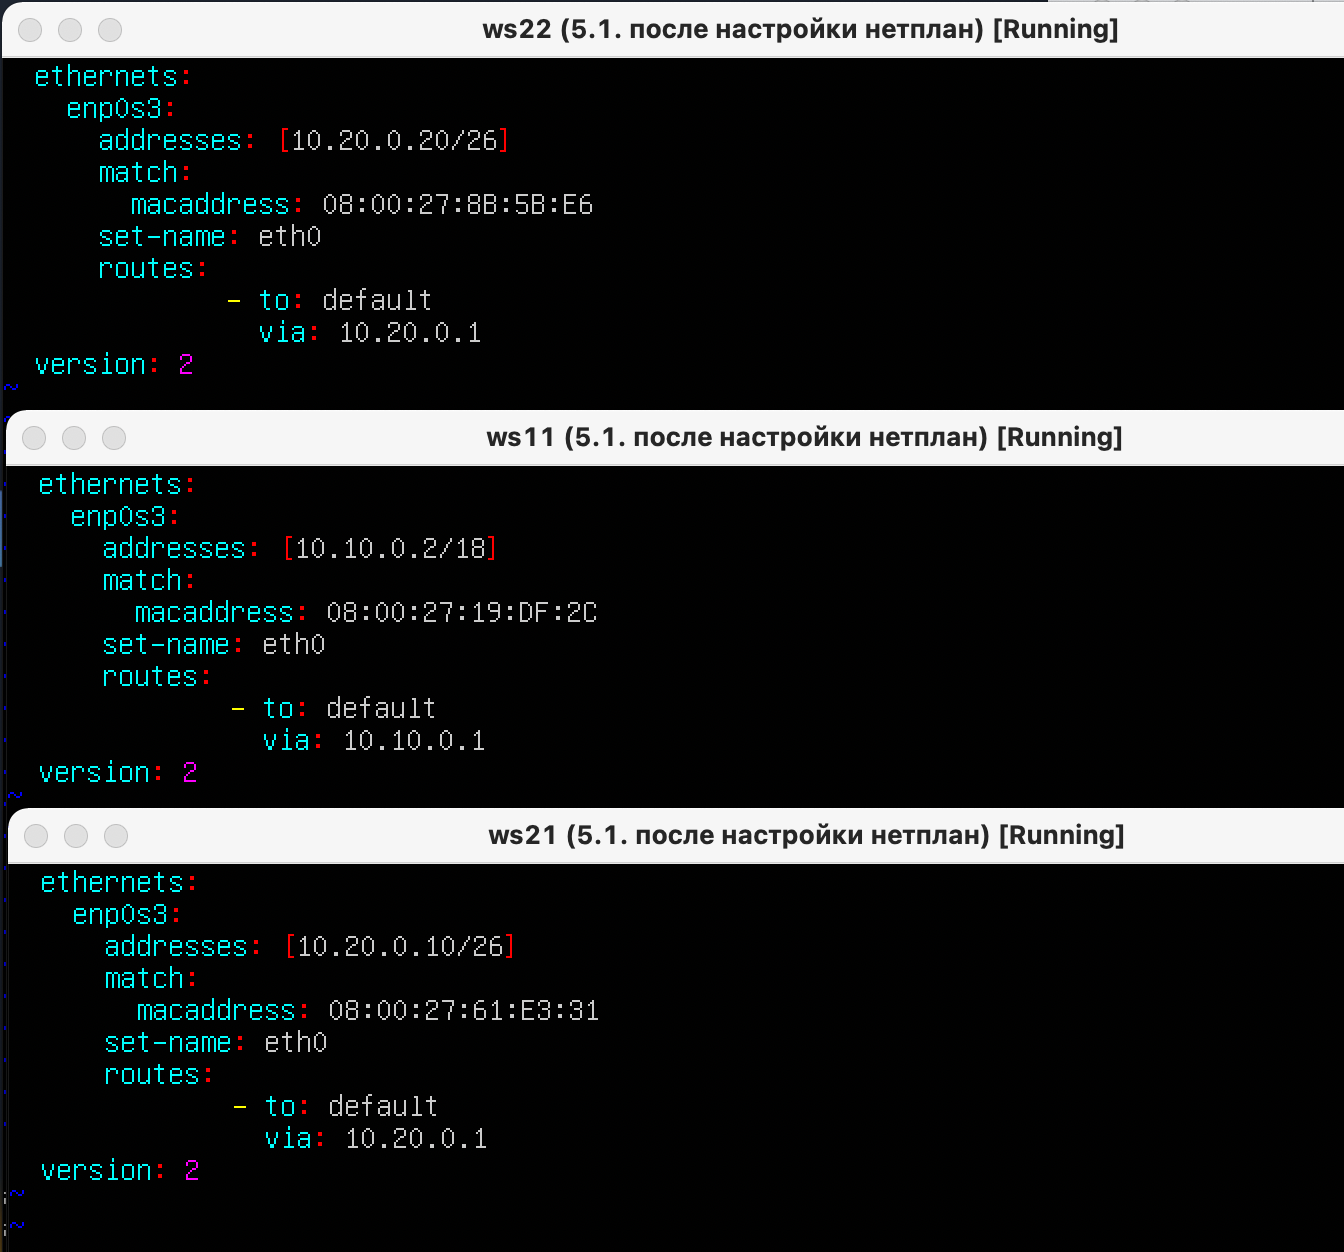 ws22 (5.1. после настройки нетплан) [Running]
ethernets:
enp0s3:
addresses: [10.20.0.20/26]
match:
macaddress: 08:00:27:8B:5B:E6
set-name: eth0
routes:
- to: default
via: 10.20.0.1
version: 2
~
ws11 (5.1. после настройки нетплан) [Running]
ethernets:
enp0s3:
addresses: [10.10.0.2/18]
match:
macaddress: 08:00:27:19:DF:2C
set-name: eth0
routes:
- to: default
via: 10.10.0.1
version: 2
~
ws21 (5.1. после настройки нетплан) [Running]
ethernets:
enp0s3:
addresses: [10.20.0.10/26]
match:
macaddress: 08:00:27:61:E3:31
set-name: eth0
routes:
- to: default
via: 10.20.0.1
version: 2
~
~